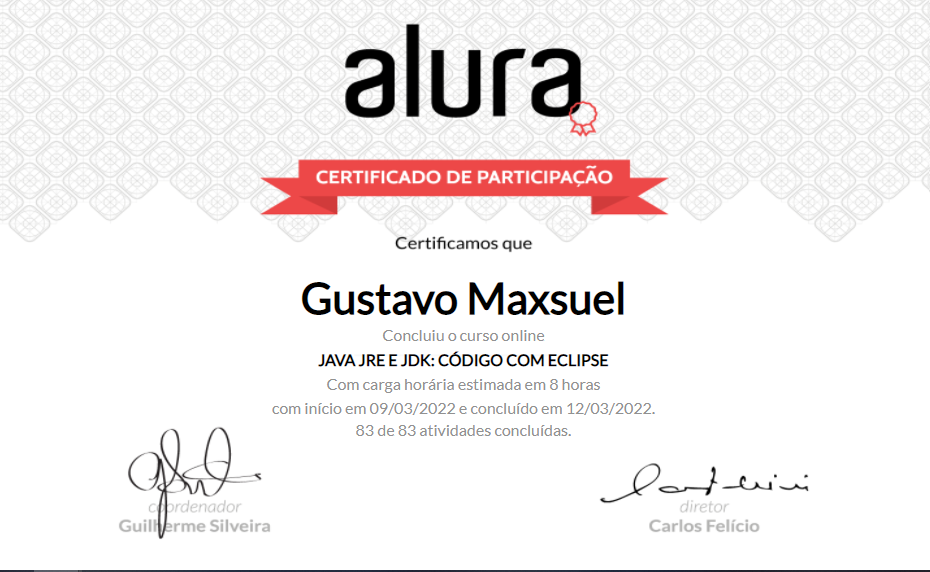 alura
CERTIFICADO DE PARTICIPAÇÃO
Certificamos que
Gustavo Maxsuel
Concluiu o curso online
JAVA JRE E JDK: CÓDIGO COM ECLIPSE
Com carga horária estimada em 8 horas
com início em 09/03/2022 e concluído em 12/03/2022.
83 de 83 atividades concluídas.
coordenador
Guilherme Silveira
diretor
Carlos Felício